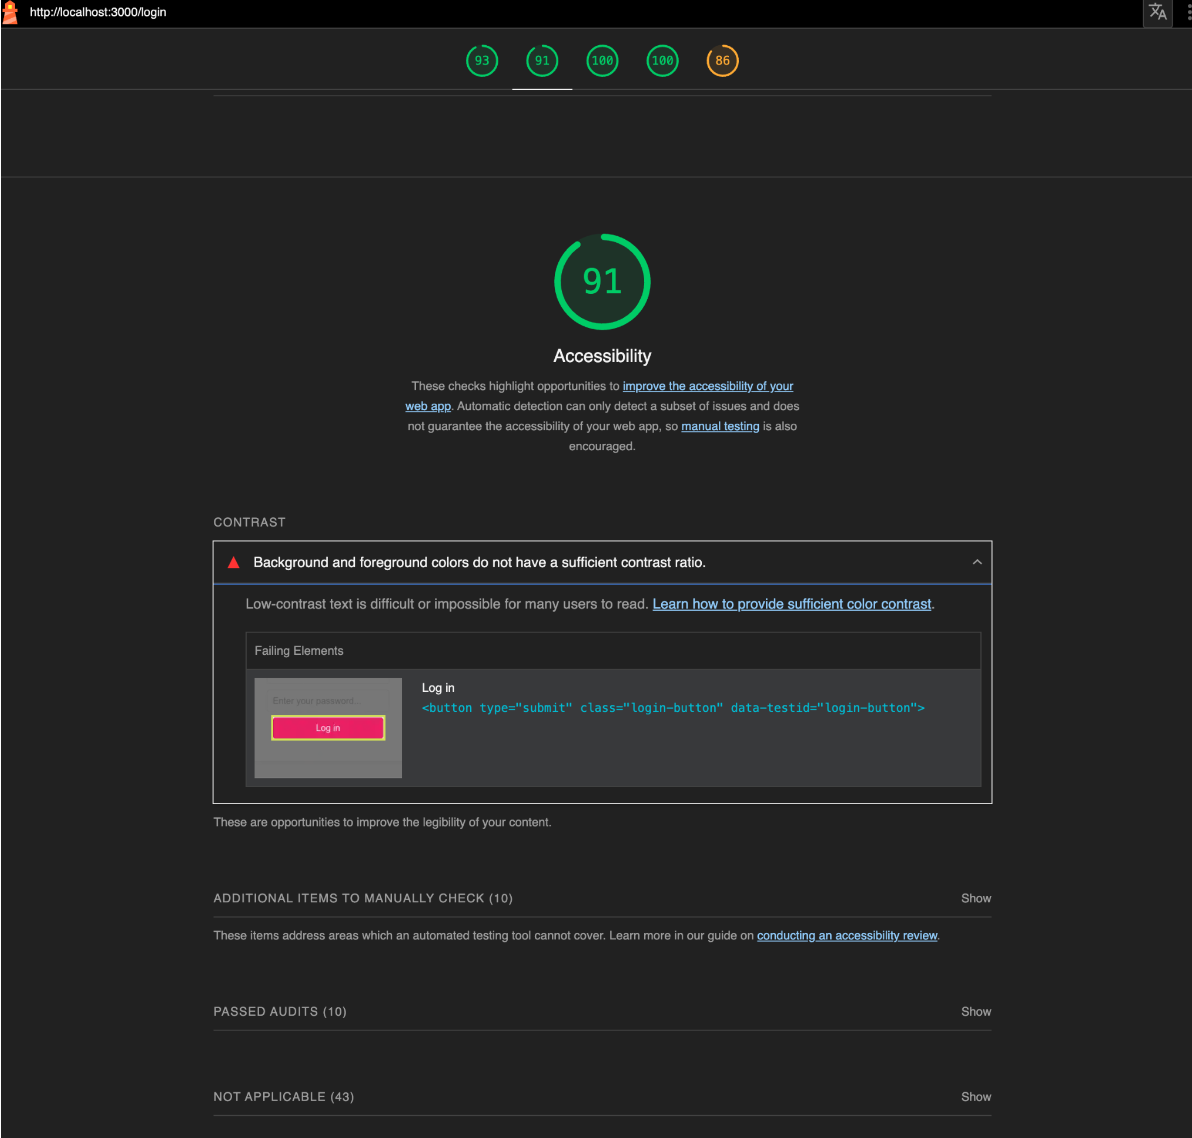 http://localhost:3000/login
93 91 100 100 86
91
Accessibility
These checks highlight opportunities to improve the accessibility of your
web app. Automatic detection can only detect a subset of issues and does
not guarantee the accessibility of your web app, so manual testing is also
encouraged.
CONTRAST
Background and foreground colors do not have a sufficient contrast ratio.
Low-contrast text is difficult or impossible for many users to read. Learn how to provide sufficient color contrast.
Failing Elements
Enter your password..
Log in
Log in
<button type="submit" class="login-button" data-testid="login-button">
These are opportunities to improve the legibility of your content.
ADDITIONAL ITEMS TO MANUALLY CHECK (10) Show
These items address areas which an automated testing tool cannot cover. Learn more in our guide on conducting an accessibility review.
PASSED AUDITS (10) Show
NOT APPLICABLE (43) Show